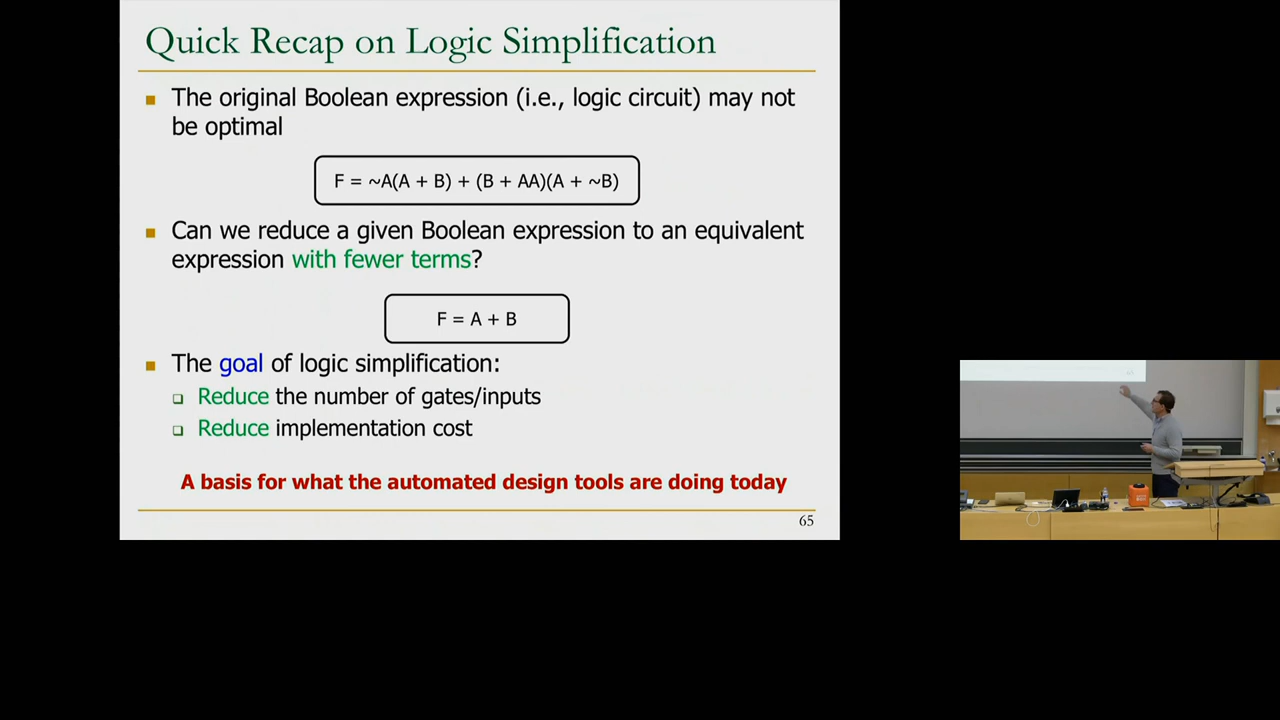 Quick Recap on Logic Simplification
The original Boolean expression (i.e., logic circuit) may not
be optimal
F = ~A(A + B) + (B + AA)(A + ~B)
Can we reduce a given Boolean expression to an equivalent
expression with fewer terms?
F = A + B
The goal of logic simplification:
Reduce the number of gates/inputs
Reduce implementation cost
A basis for what the automated design tools are doing today
65